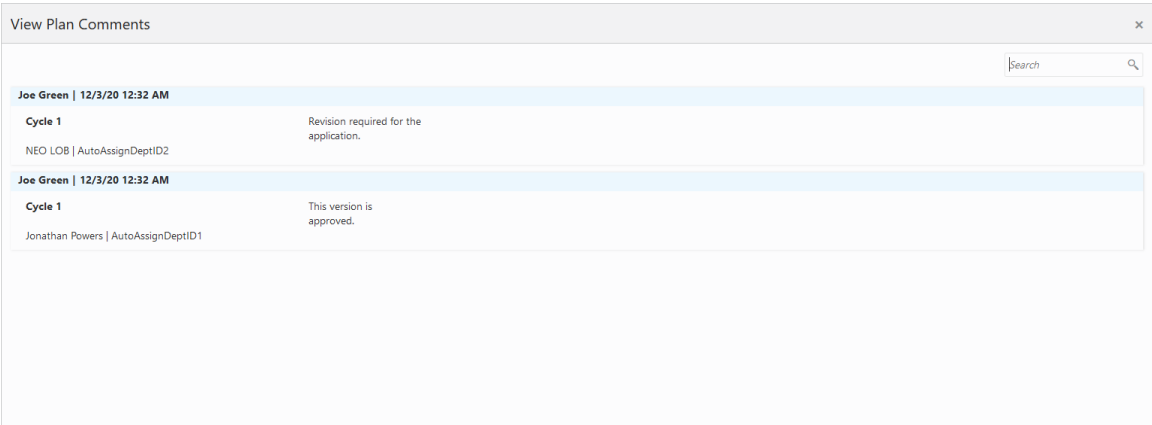 View Plan Comments
×
Search
Joe Green | 12/3/20 12:32 AM
Cycle 1
Revision required for the
application.
NEO LOB | AutoAssignDeptID2
Joe Green | 12/3/20 12:32 AM
Cycle 1
This version is
approved.
Jonathan Powers | AutoAssignDeptID1